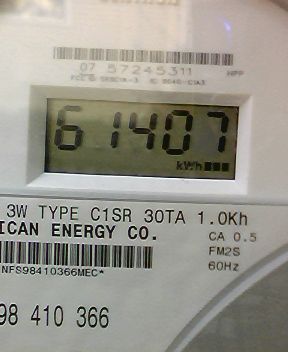 07 57245311 HPP
61407
kWh
3W TYPE C1SR 30TA 1.0Kh
ICAN ENERGY CO. CA 0.5
FM2S
NFS98410366MEC* 60Hz
98 410 366